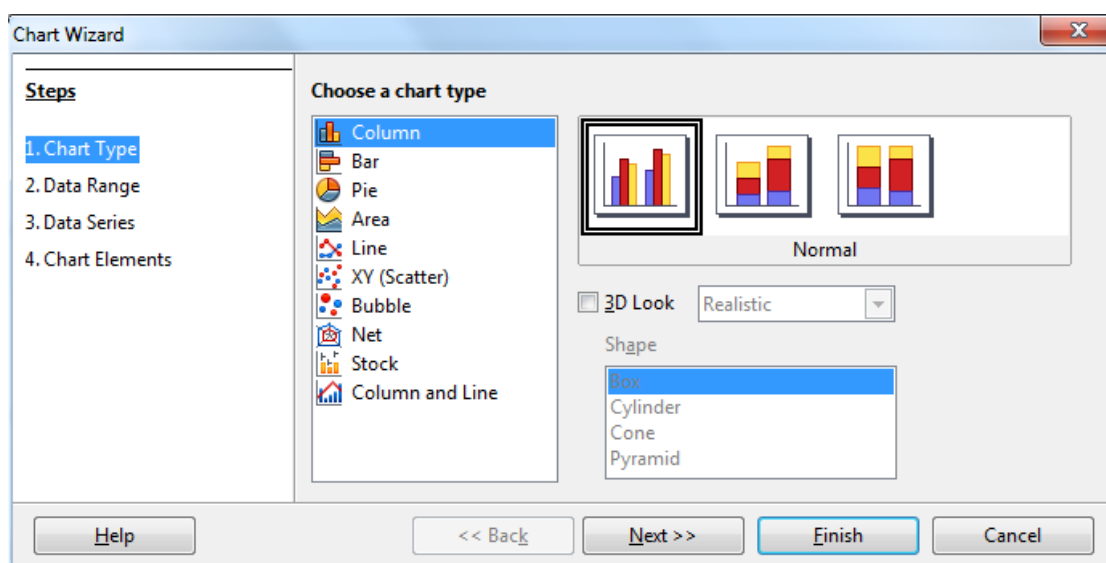 Chart Wizard
Steps
1. Chart Type
2. Data Range
3. Data Series
4. Chart Elements
Choose a chart type
Column
Bar
Pie
Area
Line
XY (Scatter)
Bubble
Net
Stock
Column and Line
Normal
3D Look
Realistic
Shape
Box
Cylinder
Cone
Pyramid
Help
<< Back
Next >>
Finish
Cancel